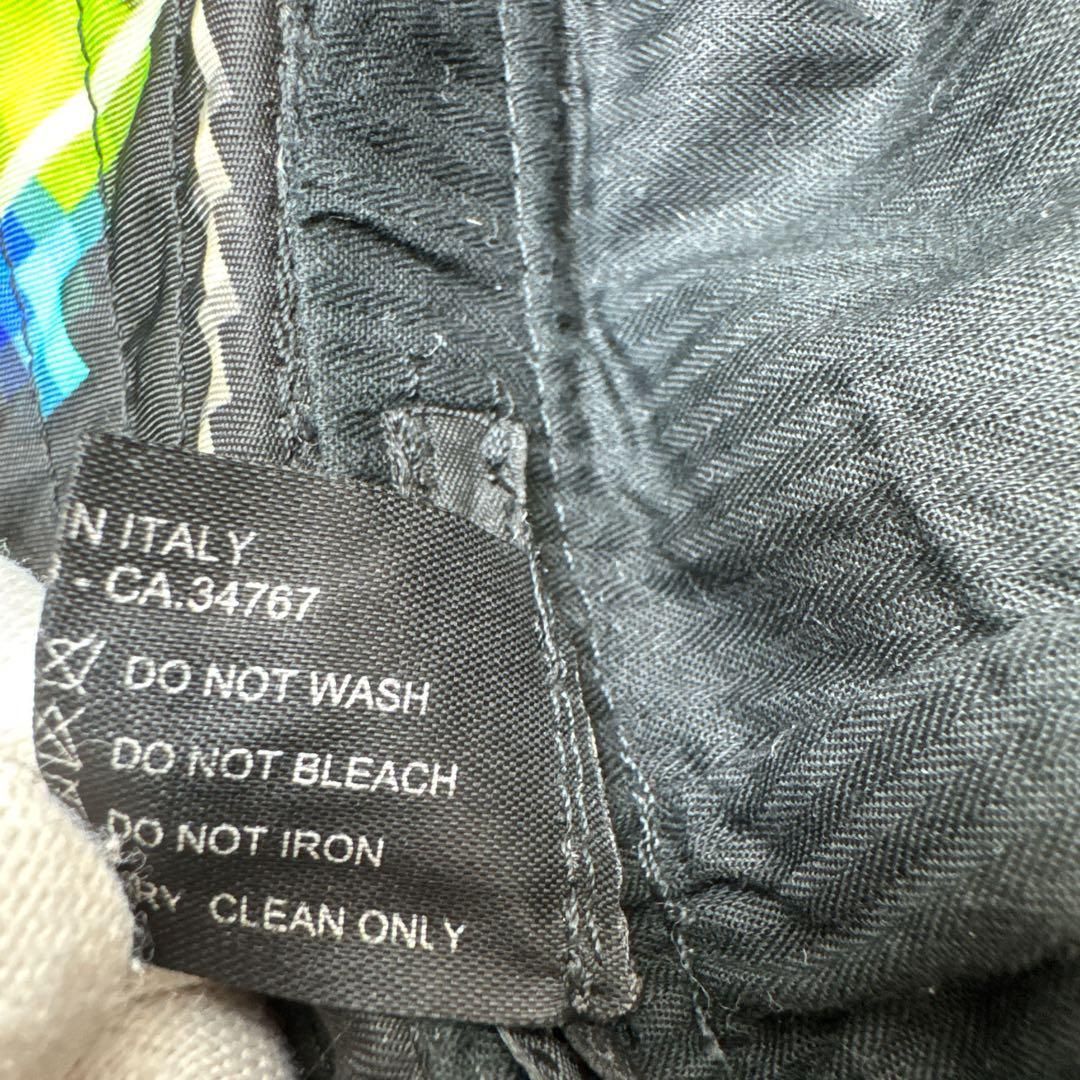 N ITALY
- CA.34767
DO NOT WASH
DO NOT BLEACH
DO NOT IRON
RY CLEAN ONLY